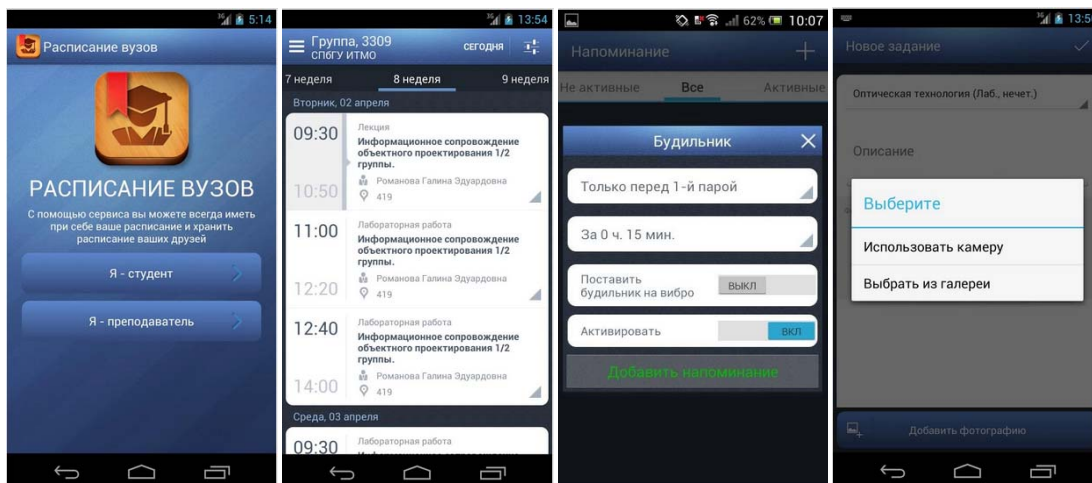 3G 5:14
Расписание вузов
РАСПИСАНИЕ ВУЗОВ
С помощью сервиса вы можете всегда иметь
при себе ваше расписание и хранить
расписание ваших друзей
Я - студент
Я - преподаватель
3G 13:54
Группа, 3309
СПбГУ ИТМО
СЕГОДНЯ
7 неделя 8 неделя 9 неделя
Вторник, 02 апреля
09:30
Лекция
Информационное сопровождение
объектного проектирования 1/2
группы.
Романова Галина Эдуардовна
10:50
419
11:00
Лабораторная работа
Информационное сопровождение
объектного проектирования 1/2
группы.
Романова Галина Эдуардовна
12:20
419
12:40
Лабораторная работа
Информационное сопровождение
объектного проектирования 1/2
группы.
Романова Галина Эдуардовна
14:00
419
Среда, 03 апреля
09:30
Лабораторная работа
62% 10:07
Напоминание
Не активные Все Активные
Будильник
Только перед 1-й парой
За 0 ч. 15 мин.
Поставить
будильник на вибро
ВЫКЛ
Активировать
ВКЛ
Добавить напоминание
3G
Новое задание
Оптическая технология (Лаб., нечет.)
Описание
Выберите
Использовать камеру
Выбрать из галереи
Добавить фотографию